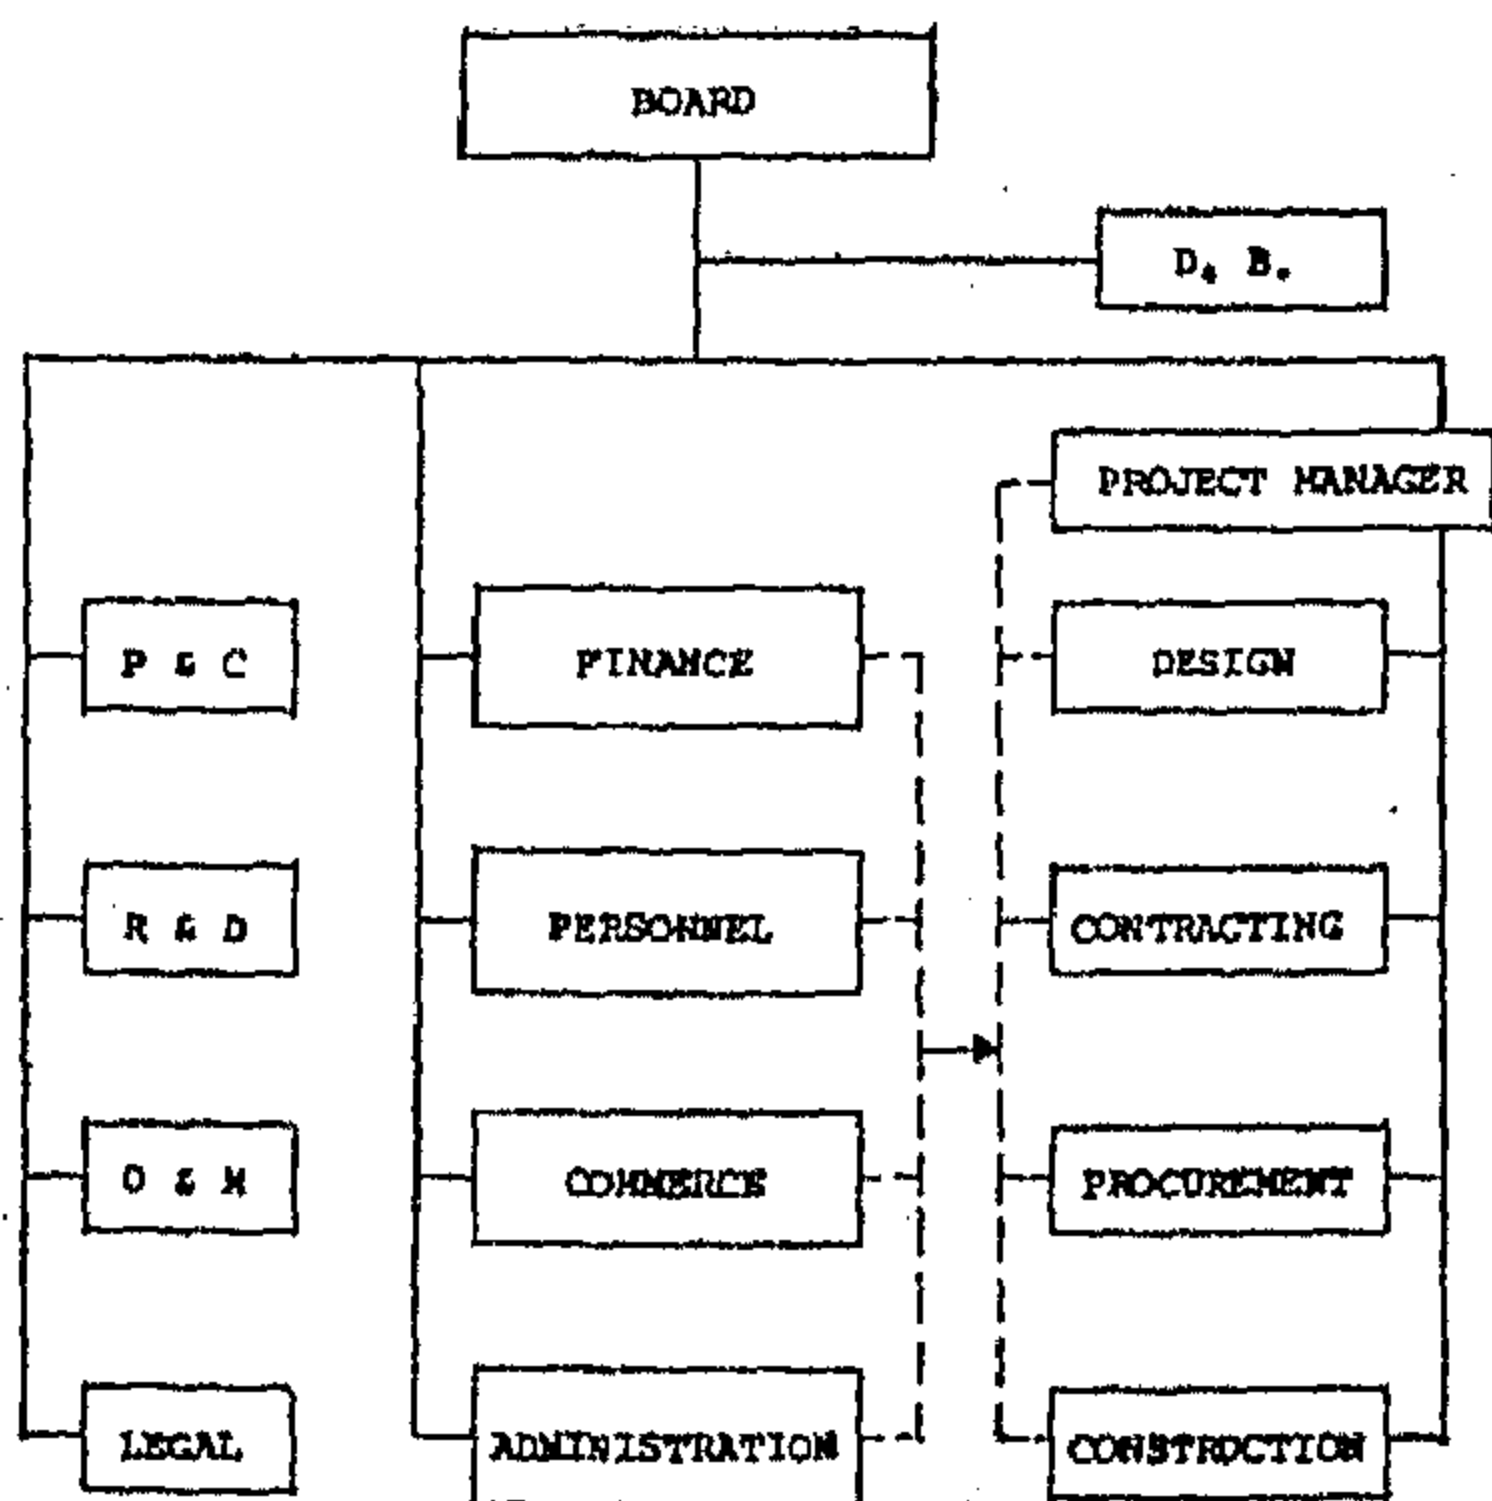 BOARD
D. B.
PROJECT MANAGER
P & C
FINANCE
DESIGN
R & D
PERSONNEL
CONTRACTING
O & M
COMMERCE
PROCUREMENT
LEGAL
ADMINISTRATION
CONSTRUCTION